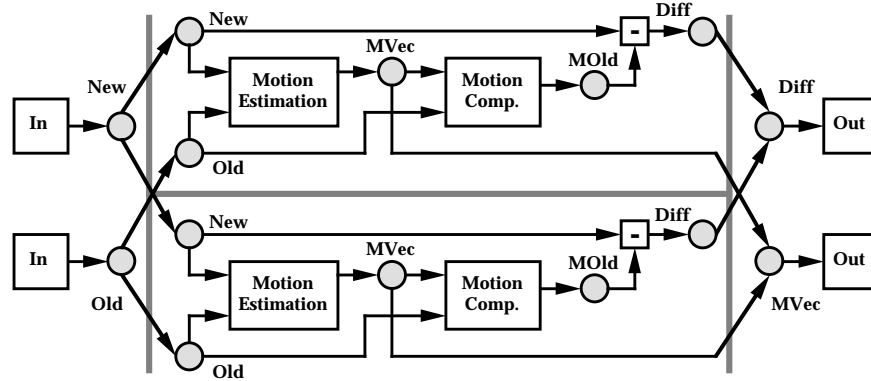 New
Diff
MVec
MOld
-
New
Motion
Estimation
Motion
Comp.
Diff
In
Out
Old
New
Diff
MVec
MOld
-
In
Motion
Estimation
Motion
Comp.
Out
Old
MVec
Old